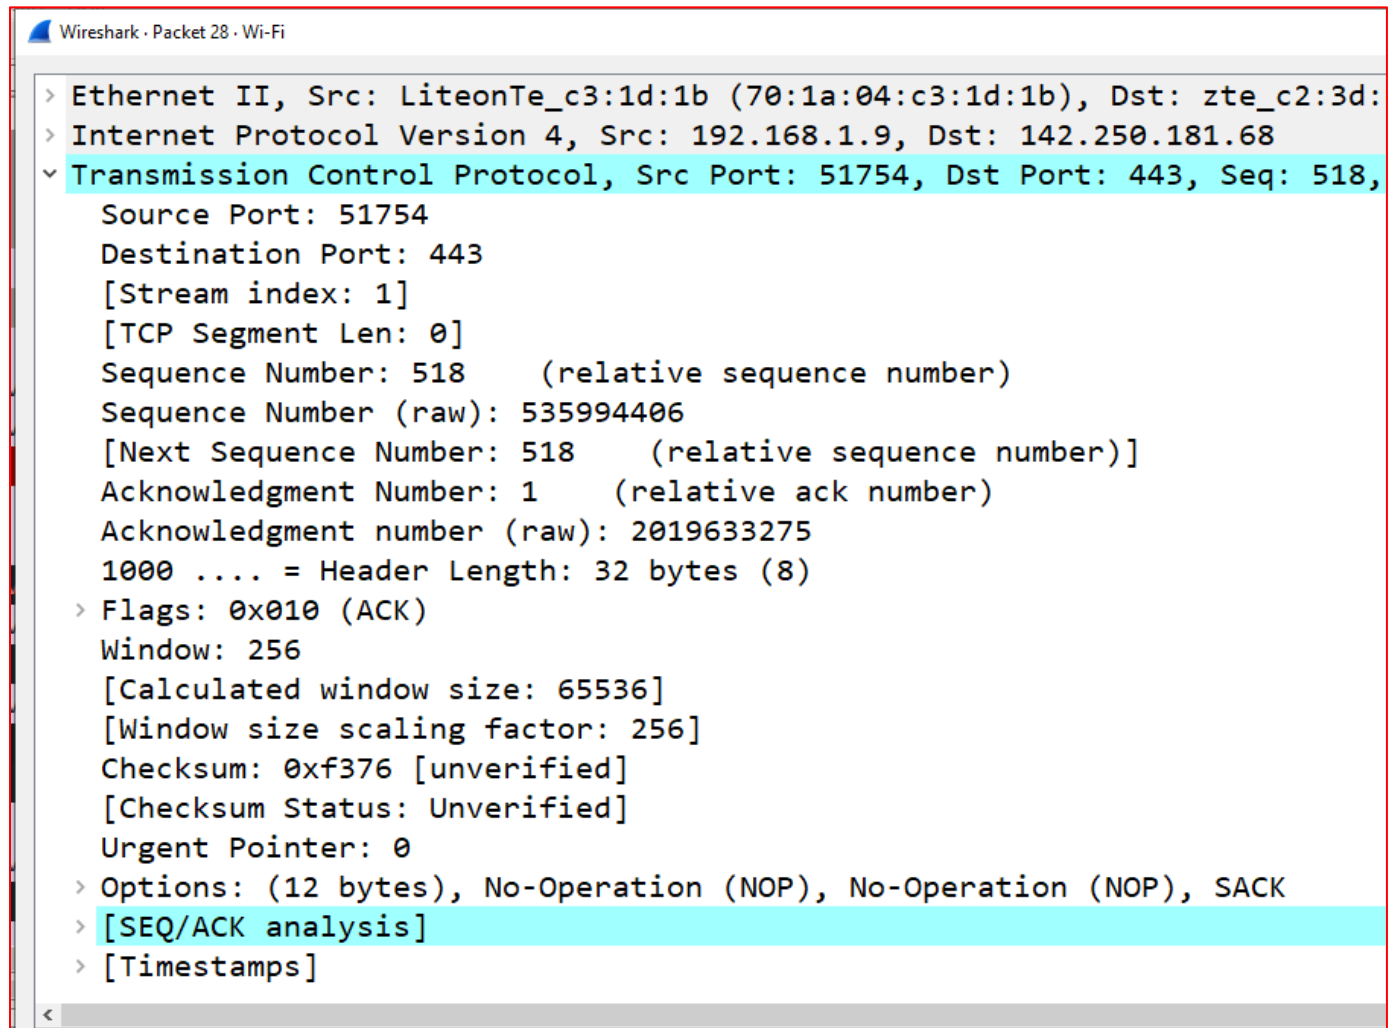 Wireshark · Packet 28 · Wi-Fi
Ethernet II, Src: LiteonTe_c3:1d:1b (70:1a:04:c3:1d:1b), Dst: zte_c2:3d:
Internet Protocol Version 4, Src: 192.168.1.9, Dst: 142.250.181.68
Transmission Control Protocol, Src Port: 51754, Dst Port: 443, Seq: 518,
Source Port: 51754
Destination Port: 443
[Stream index: 1]
[TCP Segment Len: 0]
Sequence Number: 518    (relative sequence number)
Sequence Number (raw): 535994406
[Next Sequence Number: 518    (relative sequence number)]
Acknowledgment Number: 1    (relative ack number)
Acknowledgment number (raw): 2019633275
1000 .... = Header Length: 32 bytes (8)
Flags: 0x010 (ACK)
Window: 256
[Calculated window size: 65536]
[Window size scaling factor: 256]
Checksum: 0xf376 [unverified]
[Checksum Status: Unverified]
Urgent Pointer: 0
Options: (12 bytes), No-Operation (NOP), No-Operation (NOP), SACK
[SEQ/ACK analysis]
[Timestamps]